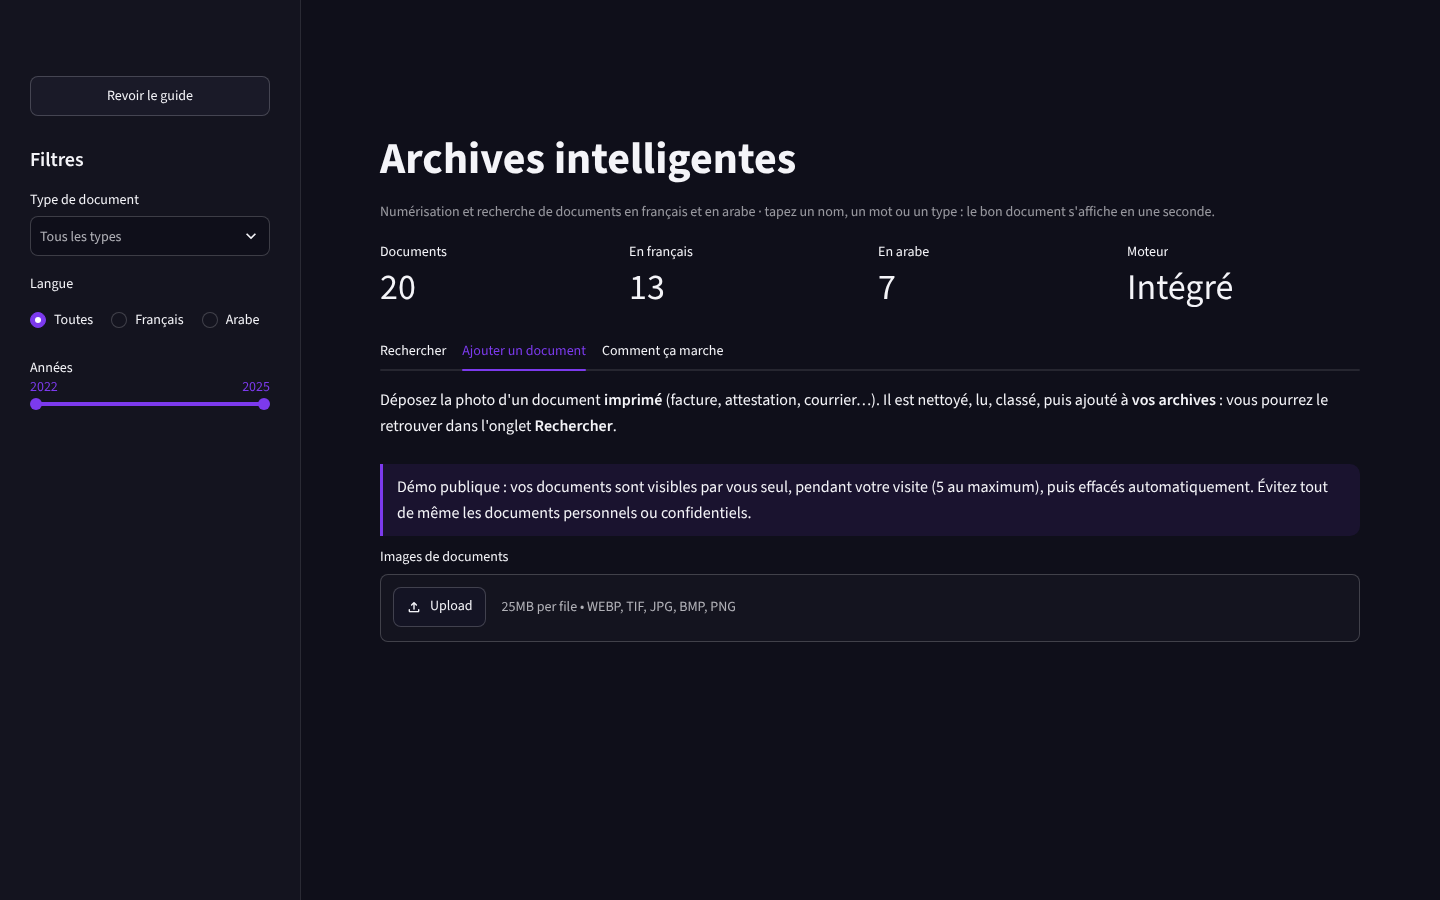 Revoir le guide
Filtres
Type de document
Tous les types
Langue
Toutes
Français
Arabe
Années
2022
2025
Archives intelligentes
Numérisation et recherche de documents en français et en arabe · tapez un nom, un mot ou un type : le bon document s'affiche en une seconde.
Documents
20
En français
13
En arabe
7
Moteur
Intégré
Rechercher
Ajouter un document
Comment ça marche
Déposez la photo d'un document imprimé (facture, attestation, courrier…). Il est nettoyé, lu, classé, puis ajouté à vos archives : vous pourrez le
retrouver dans l'onglet Rechercher.
Démo publique : vos documents sont visibles par vous seul, pendant votre visite (5 au maximum), puis effacés automatiquement. Évitez tout
de même les documents personnels ou confidentiels.
Images de documents
Upload
25MB per file • WEBP, TIF, JPG, BMP, PNG